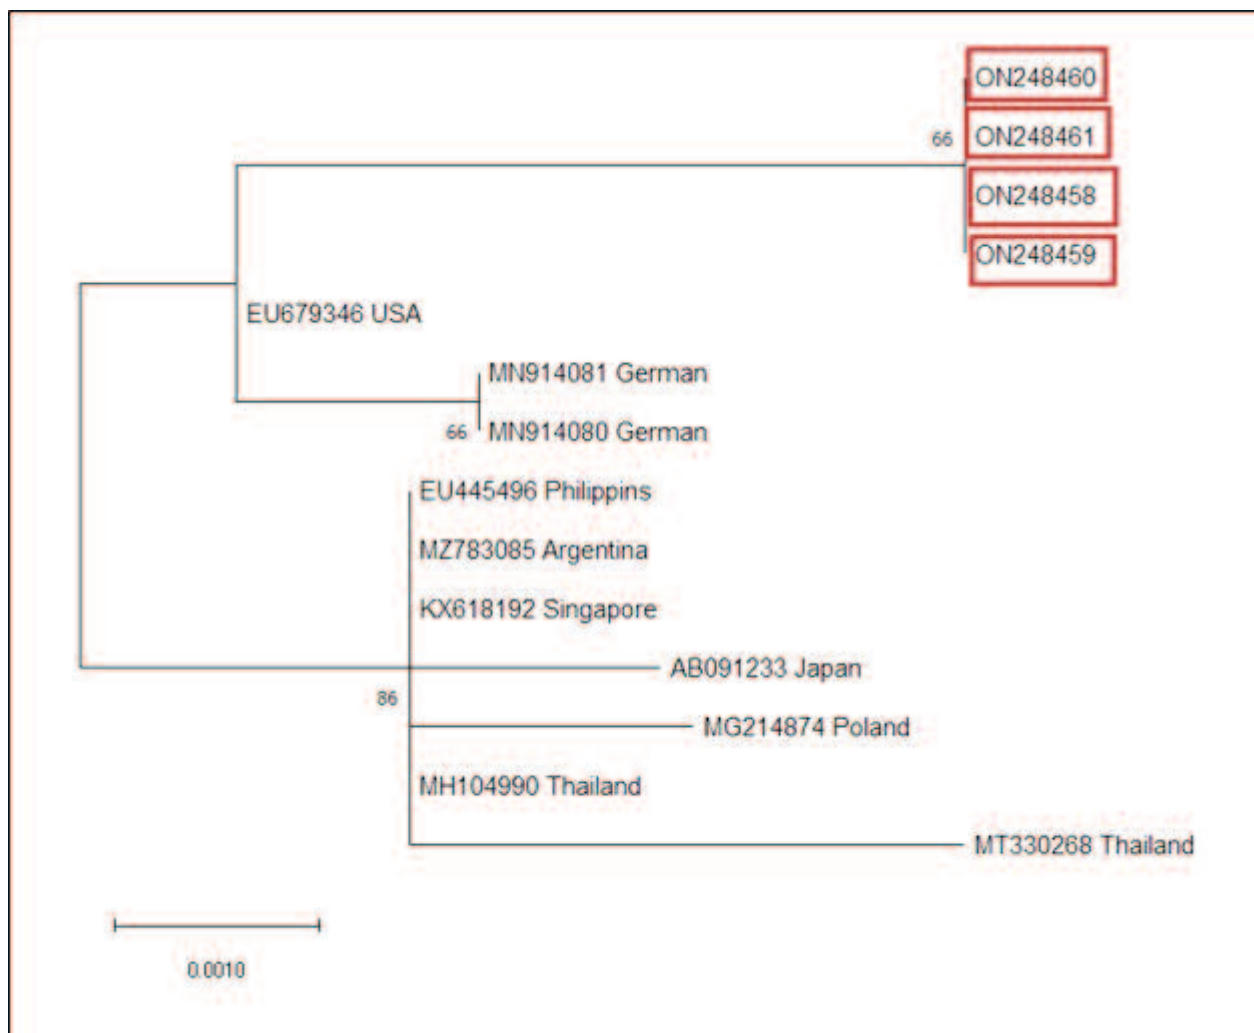 ON248460
66
ON248461
ON248458
ON248459
EU679346 USA
MN914081 German
66
MN914080 German
EU445496 Philippins
MZ783085 Argentina
KX618192 Singapore
AB091233 Japan
86
MG214874 Poland
MH104990 Thailand
MT330268 Thailand
0.0010